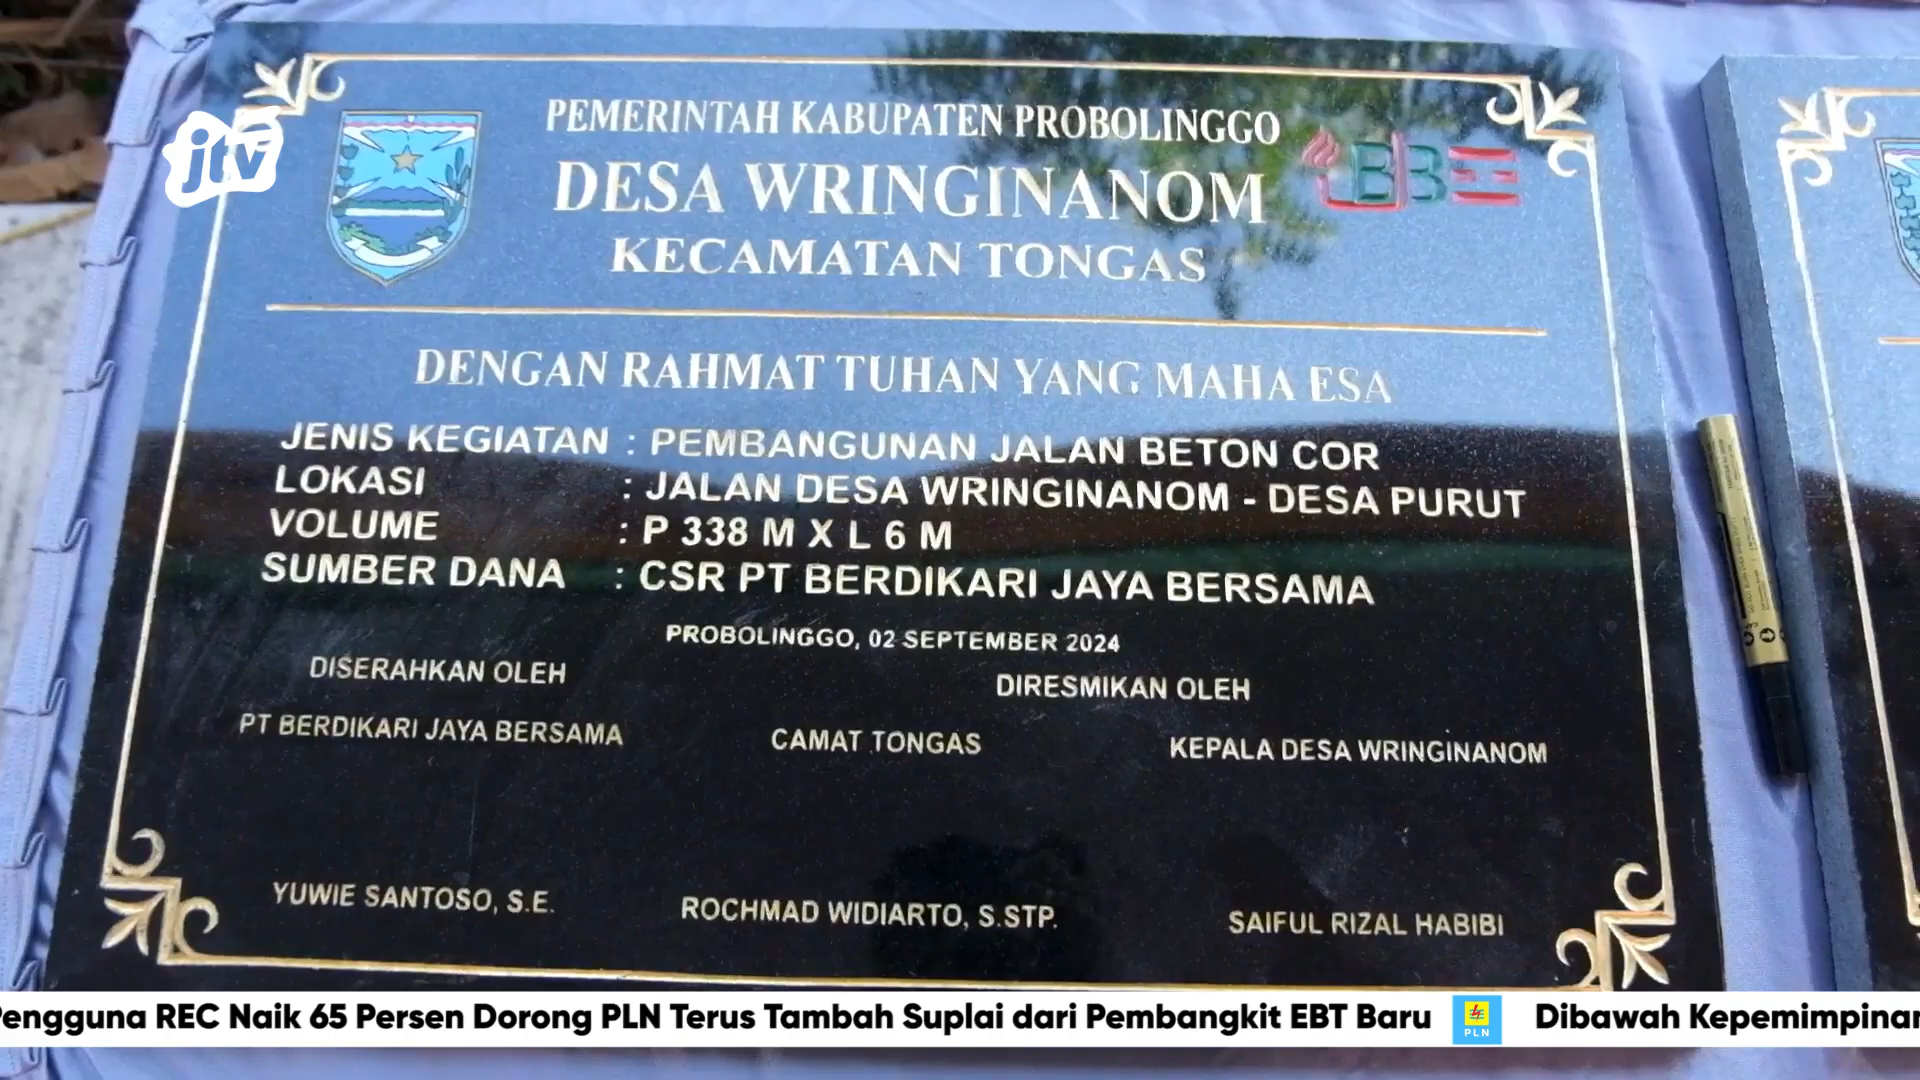 jtv
PEMERINTAH KABUPATEN PROBOLINGGO
DESA WRINGINANOM
KECAMATAN TONGAS
DENGAN RAHMAT TUHAN YANG MAHA ESA
JENIS KEGIATAN : PEMBANGUNAN JALAN BETON COR
LOKASI : JALAN DESA WRINGINANOM - DESA PURUT
VOLUME : P 338 M X L 6 M
SUMBER DANA : CSR PT BERDIKARI JAYA BERSAMA
PROBOLINGGO, 02 SEPTEMBER 2024
DISERAHKAN OLEH
DIRESMIKAN OLEH
PT BERDIKARI JAYA BERSAMA
CAMAT TONGAS
KEPALA DESA WRINGINANOM
YUWIE SANTOSO, S.E.
ROCHMAD WIDIARTO, S.STP.
SAIFUL RIZAL HABIBI
engguna REC Naik 65 Persen Dorong PLN Terus Tambah Suplai dari Pembangkit EBT Baru PLN Dibawah Kepemimpinan